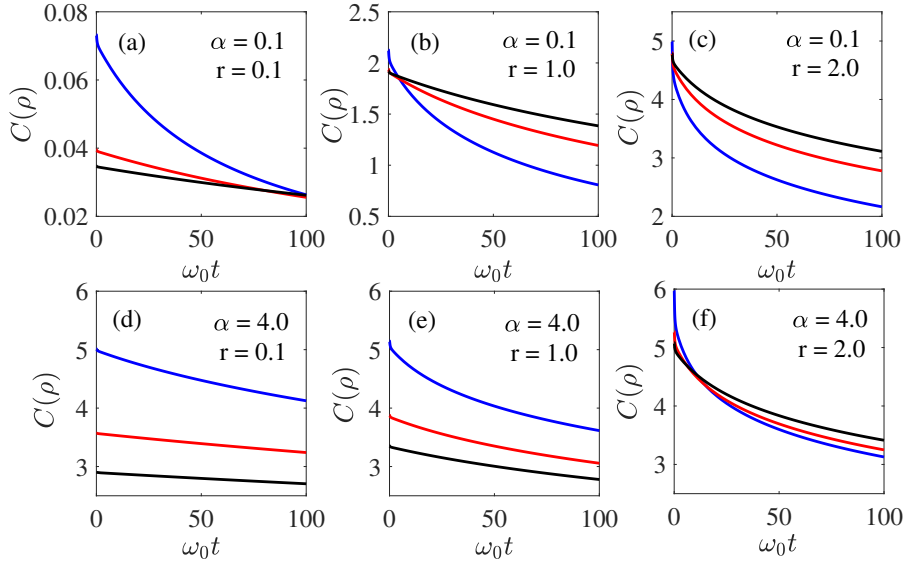 (a)
α = 0.1
r = 0.1
C(ρ)
0.08
0.06
0.04
0.02
0 50 100
ω₀t
(b)
α = 0.1
r = 1.0
C(ρ)
2.5
2
1.5
1
0.5
0 50 100
ω₀t
(c)
α = 0.1
r = 2.0
C(ρ)
5
4
3
2
0 50 100
ω₀t
(d)
α = 4.0
r = 0.1
C(ρ)
6
5
4
3
0 50 100
ω₀t
(e)
α = 4.0
r = 1.0
C(ρ)
6
5
4
3
0 50 100
ω₀t
(f)
α = 4.0
r = 2.0
C(ρ)
6
5
4
3
0 50 100
ω₀t